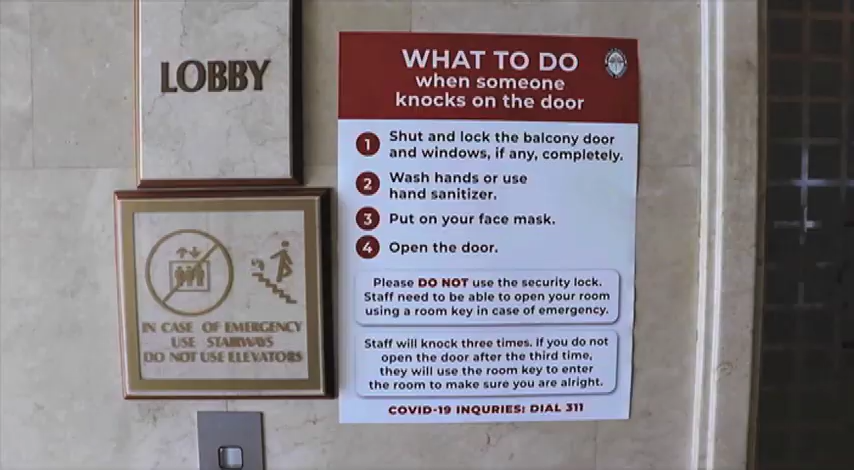 LOBBY
IN CASE OF EMERGENCY
USE STAIRWAYS
DO NOT USE ELEVATORS
WHAT TO DO
when someone
knocks on the door
1 Shut and lock the balcony door
and windows, if any, completely.
2 Wash hands or use
hand sanitizer.
3 Put on your face mask.
4 Open the door.
Please DO NOT use the security lock.
Staff need to be able to open your room
using a room key in case of emergency.
Staff will knock three times. If you do not
open the door after the third time,
they will use the room key to enter
the room to make sure you are alright.
COVID-19 INQURIES: DIAL 311